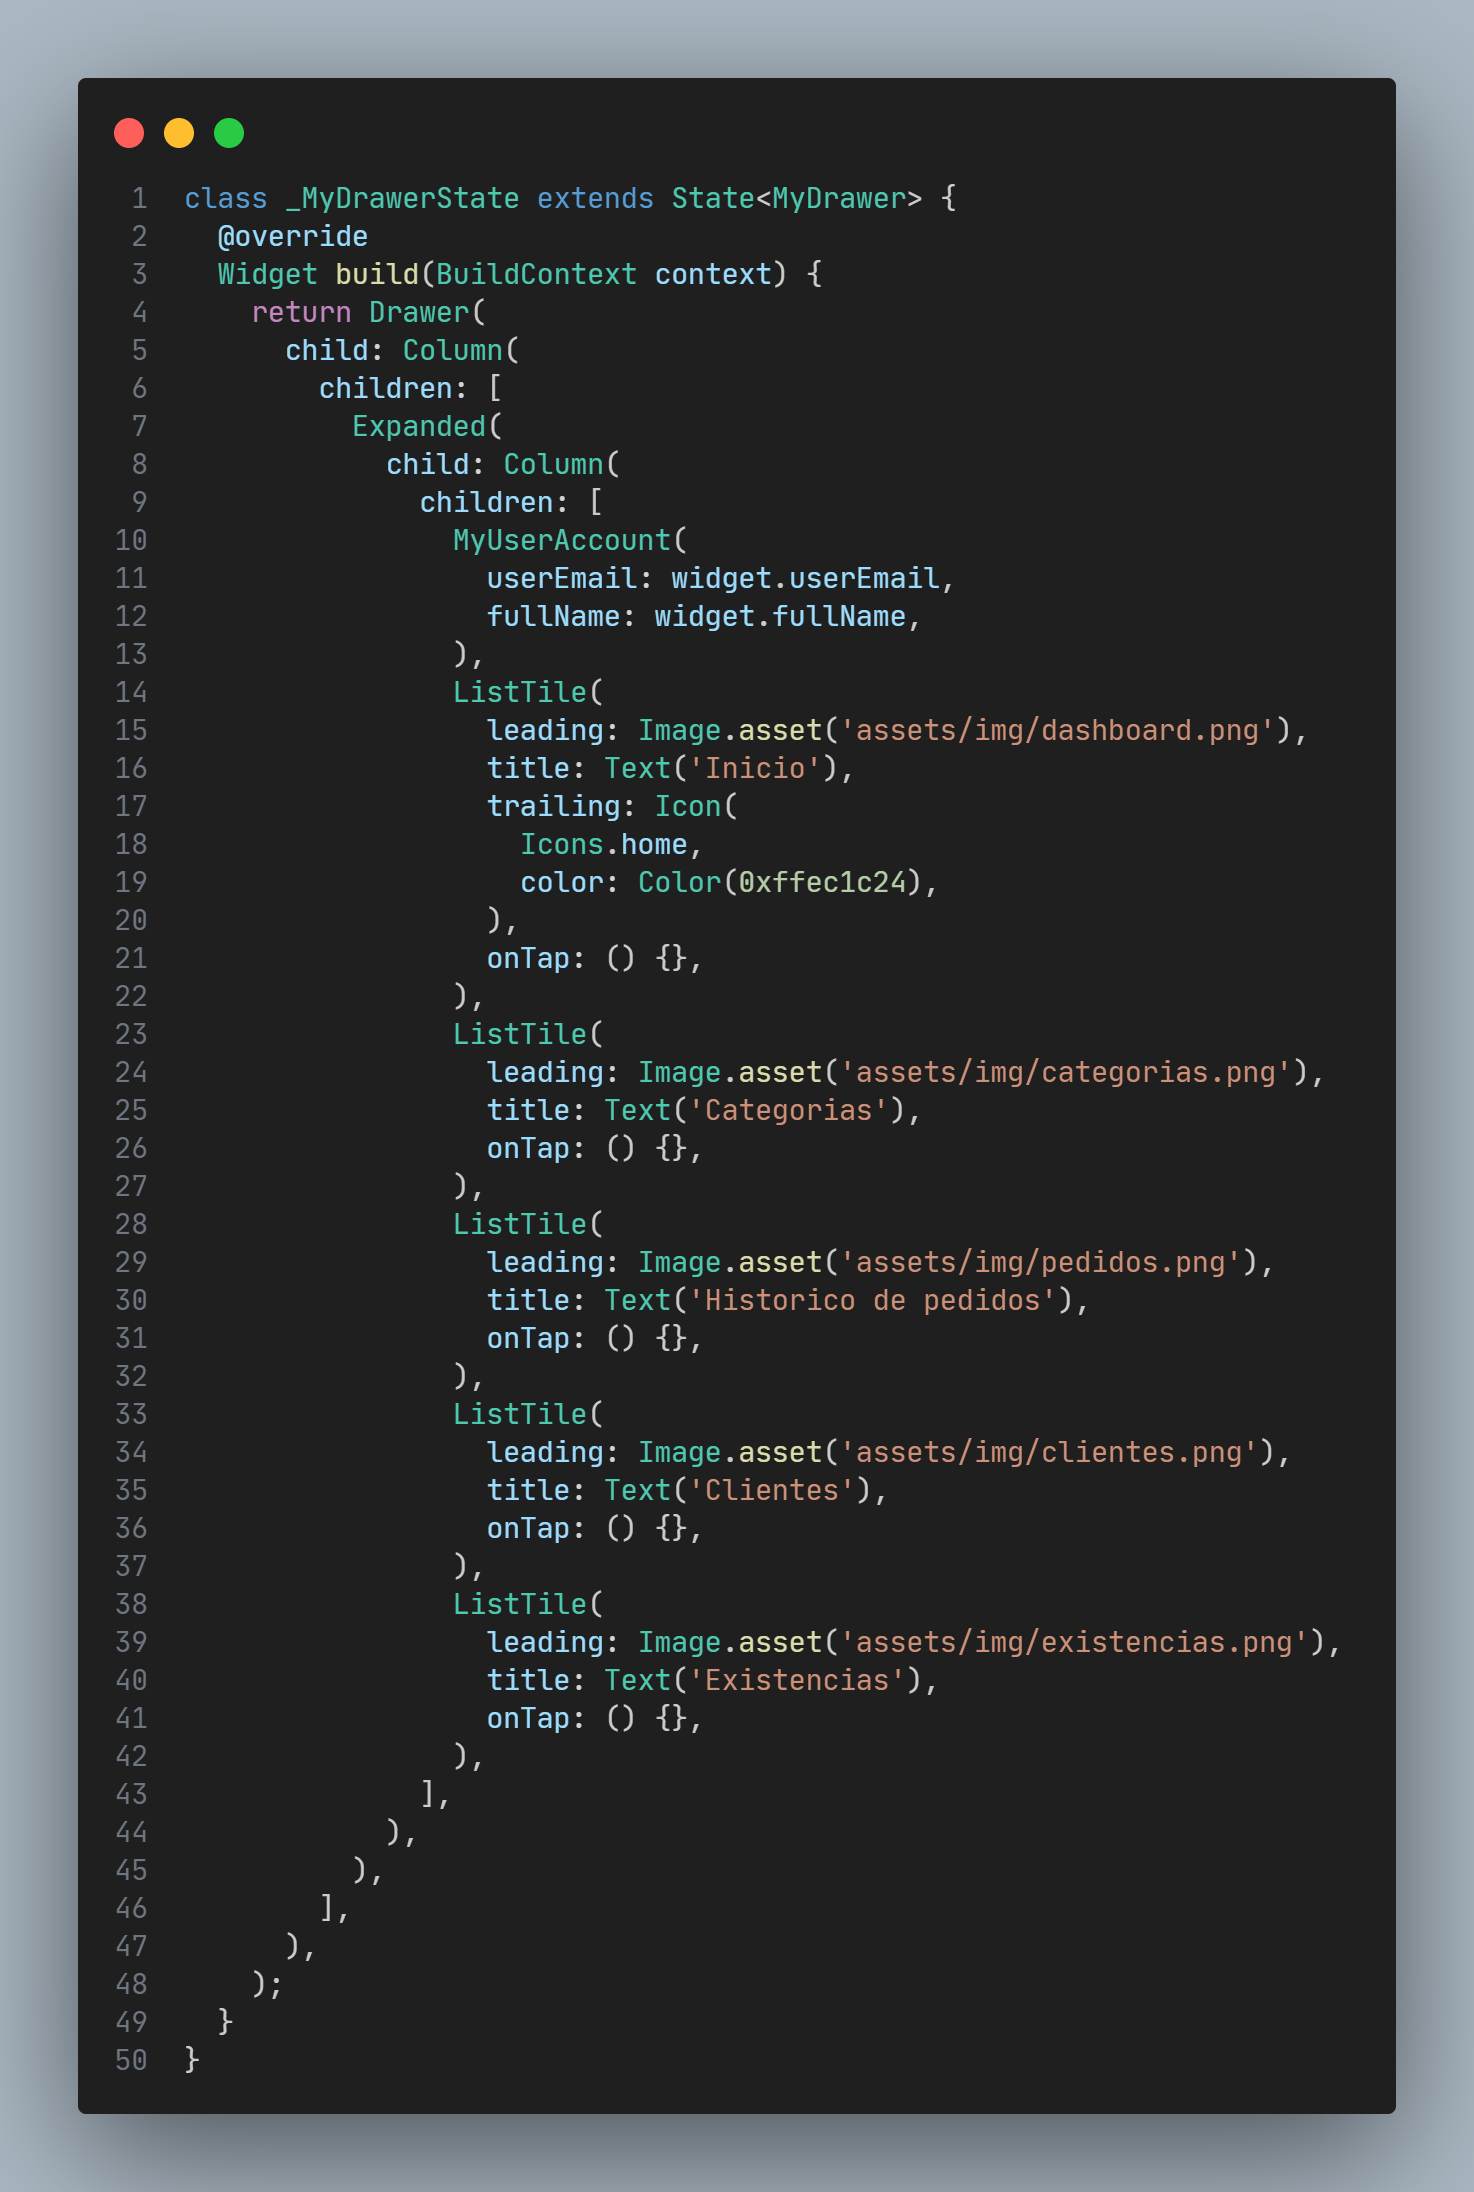 1 class _MyDrawerState extends State<MyDrawer> {
2   @override
3   Widget build(BuildContext context) {
4     return Drawer(
5       child: Column(
6         children: [
7           Expanded(
8             child: Column(
9               children: [
10                 MyUserAccount(
11                   userEmail: widget.userEmail,
12                   fullName: widget.fullName,
13                 ),
14                 ListTile(
15                   leading: Image.asset('assets/img/dashboard.png'),
16                   title: Text('Inicio'),
17                   trailing: Icon(
18                     Icons.home,
19                     color: Color(0xffec1c24),
20                   ),
21                   onTap: () {},
22                 ),
23                 ListTile(
24                   leading: Image.asset('assets/img/categorias.png'),
25                   title: Text('Categorias'),
26                   onTap: () {},
27                 ),
28                 ListTile(
29                   leading: Image.asset('assets/img/pedidos.png'),
30                   title: Text('Historico de pedidos'),
31                   onTap: () {},
32                 ),
33                 ListTile(
34                   leading: Image.asset('assets/img/clientes.png'),
35                   title: Text('Clientes'),
36                   onTap: () {},
37                 ),
38                 ListTile(
39                   leading: Image.asset('assets/img/existencias.png'),
40                   title: Text('Existencias'),
41                   onTap: () {},
42                 ),
43               ],
44             ),
45           ),
46         ],
47       ),
48     );
49   }
50 }